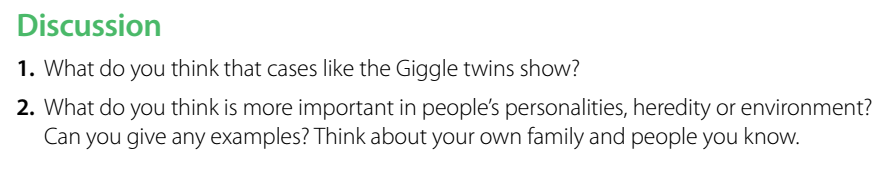 Discussion
1. What do you think that cases like the Giggle twins show?
2. What do you think is more important in people’s personalities, heredity or environment?
Can you give any examples? Think about your own family and people you know.